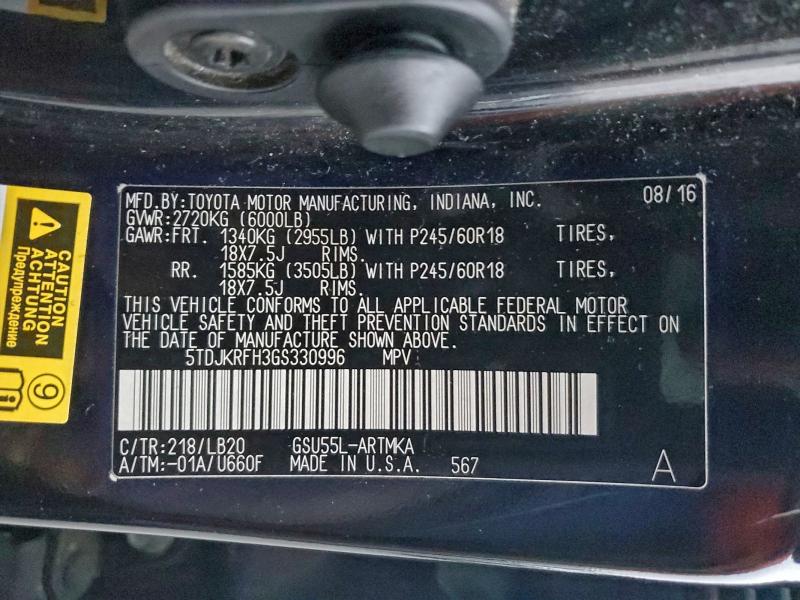 MFD.BY:TOYOTA MOTOR MANUFACTURING, INDIANA, INC. 08/16
GVWR:2720KG (6000LB)
GAWR:FRT. 1340KG (2955LB) WITH P245/60R18 TIRES,
18X7.5J RIMS.
RR. 1585KG (3505LB) WITH P245/60R18 TIRES,
18X7.5J RIMS.
THIS VEHICLE CONFORMS TO ALL APPLICABLE FEDERAL MOTOR
VEHICLE SAFETY AND THEFT PREVENTION STANDARDS IN EFFECT ON
THE DATE OF MANUFACTURE SHOWN ABOVE.
5TDJKRFH3GS330996 MPV
C/TR:218/LB20 GSU55L-ARTMKA
A/TM:-01A/U660F MADE IN U.S.A. 567 A
CAUTION
ATTENTION
ACHTUNG
Предупреждение
9